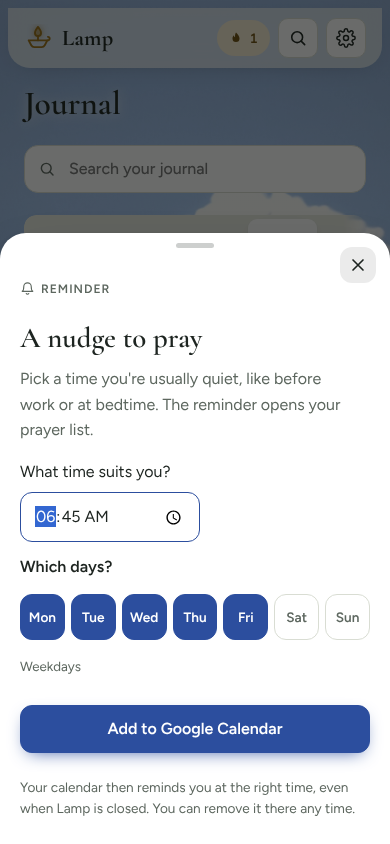 Lamp
1
Journal
Search your journal
REMINDER
A nudge to pray
Pick a time you're usually quiet, like before
work or at bedtime. The reminder opens your
prayer list.
What time suits you?
06:45 AM
Which days?
Mon Tue Wed Thu Fri Sat Sun
Weekdays
Add to Google Calendar
Your calendar then reminds you at the right time, even
when Lamp is closed. You can remove it there any time.